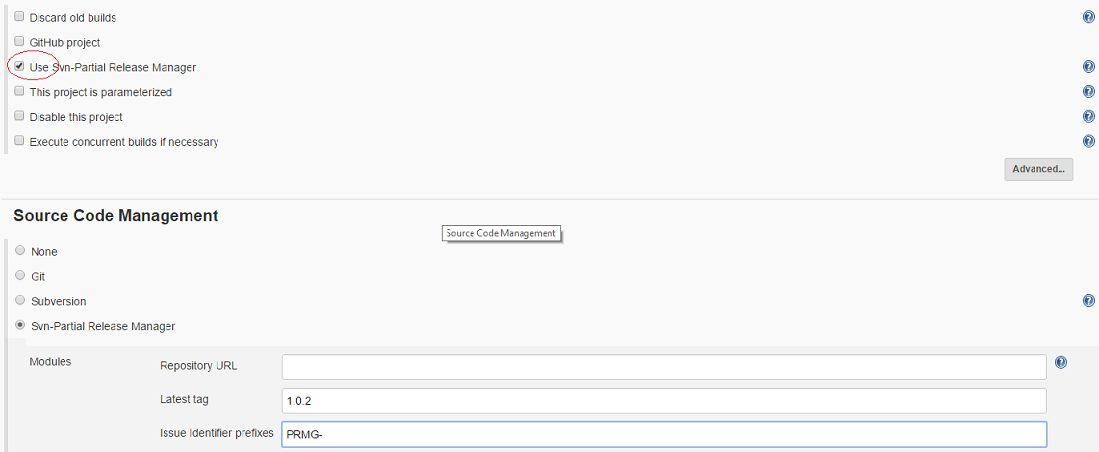 Discard old builds
GitHub project
Use Svn-Partial Release Manager
This project is parameterized
Disable this project
Execute concurrent builds if necessary
Advanced...
Source Code Management
Source Code Management
None
Git
Subversion
Svn-Partial Release Manager
Modules
Repository URL
Latest tag
1.0.2
Issue Identifier prefixes
PRMG-